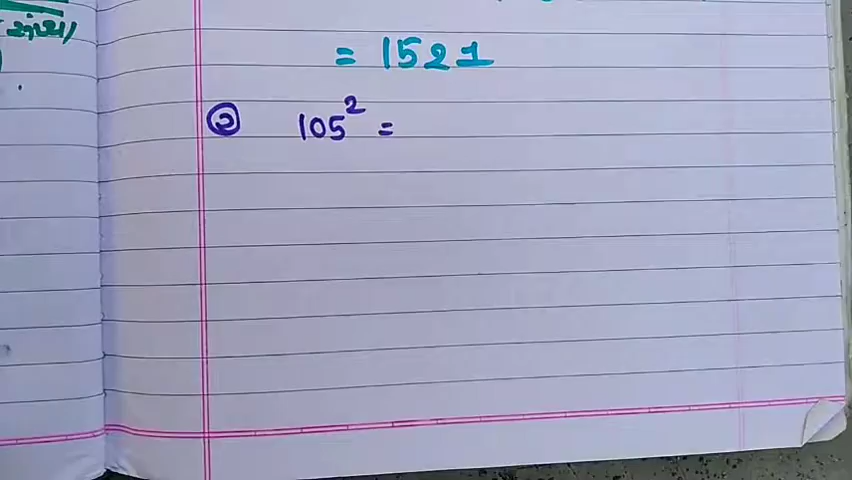 = 1521
② 105² =